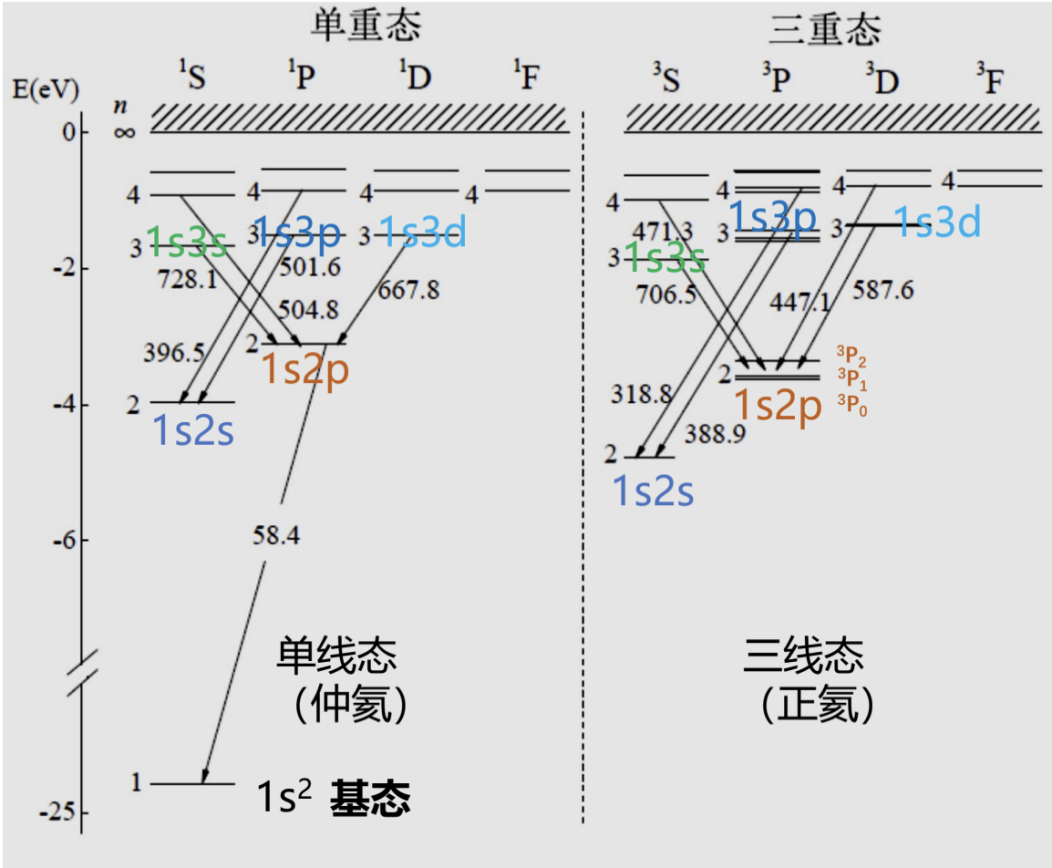 单重态 三重态
¹S ¹P ¹D ¹F ³S ³P ³D ³F
E(eV) n
0 ∞
4 4 4 4 4 4 4 4
1s3s 1s3p 1s3d 1s3p 1s3d
3 3 3 471.3 3 3
1s3s
3
-2
728.1 501.6 667.8 706.5 447.1 587.6
504.8
396.5 2 ³P₂
1s2p 2 ³P₁
318.8 1s2p ³P₀
-4 2
1s2s 388.9
2
1s2s
-6 58.4
单线态 三线态
(仲氦) (正氦)
1 1s² 基态
-25